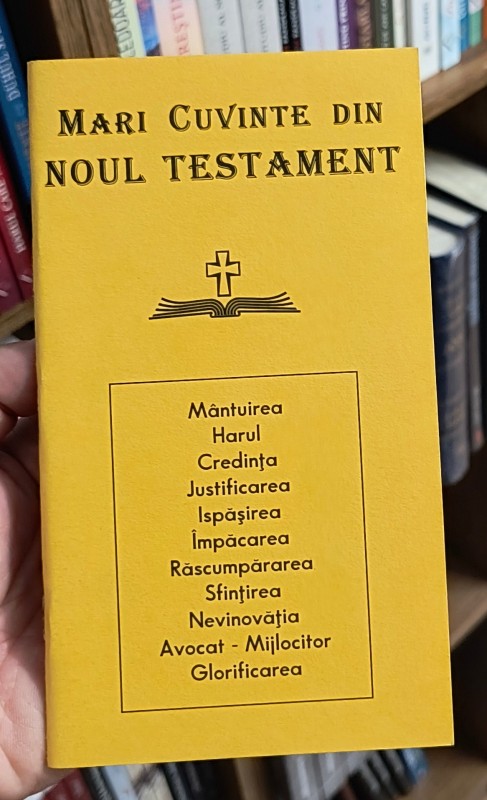 Mari Cuvinte din
Noul Testament
Mântuirea
Harul
Credinţa
Justificarea
Ispăşirea
Împăcarea
Răscumpărarea
Sfinţirea
Nevinovăţia
Avocat - Mijlocitor
Glorificarea